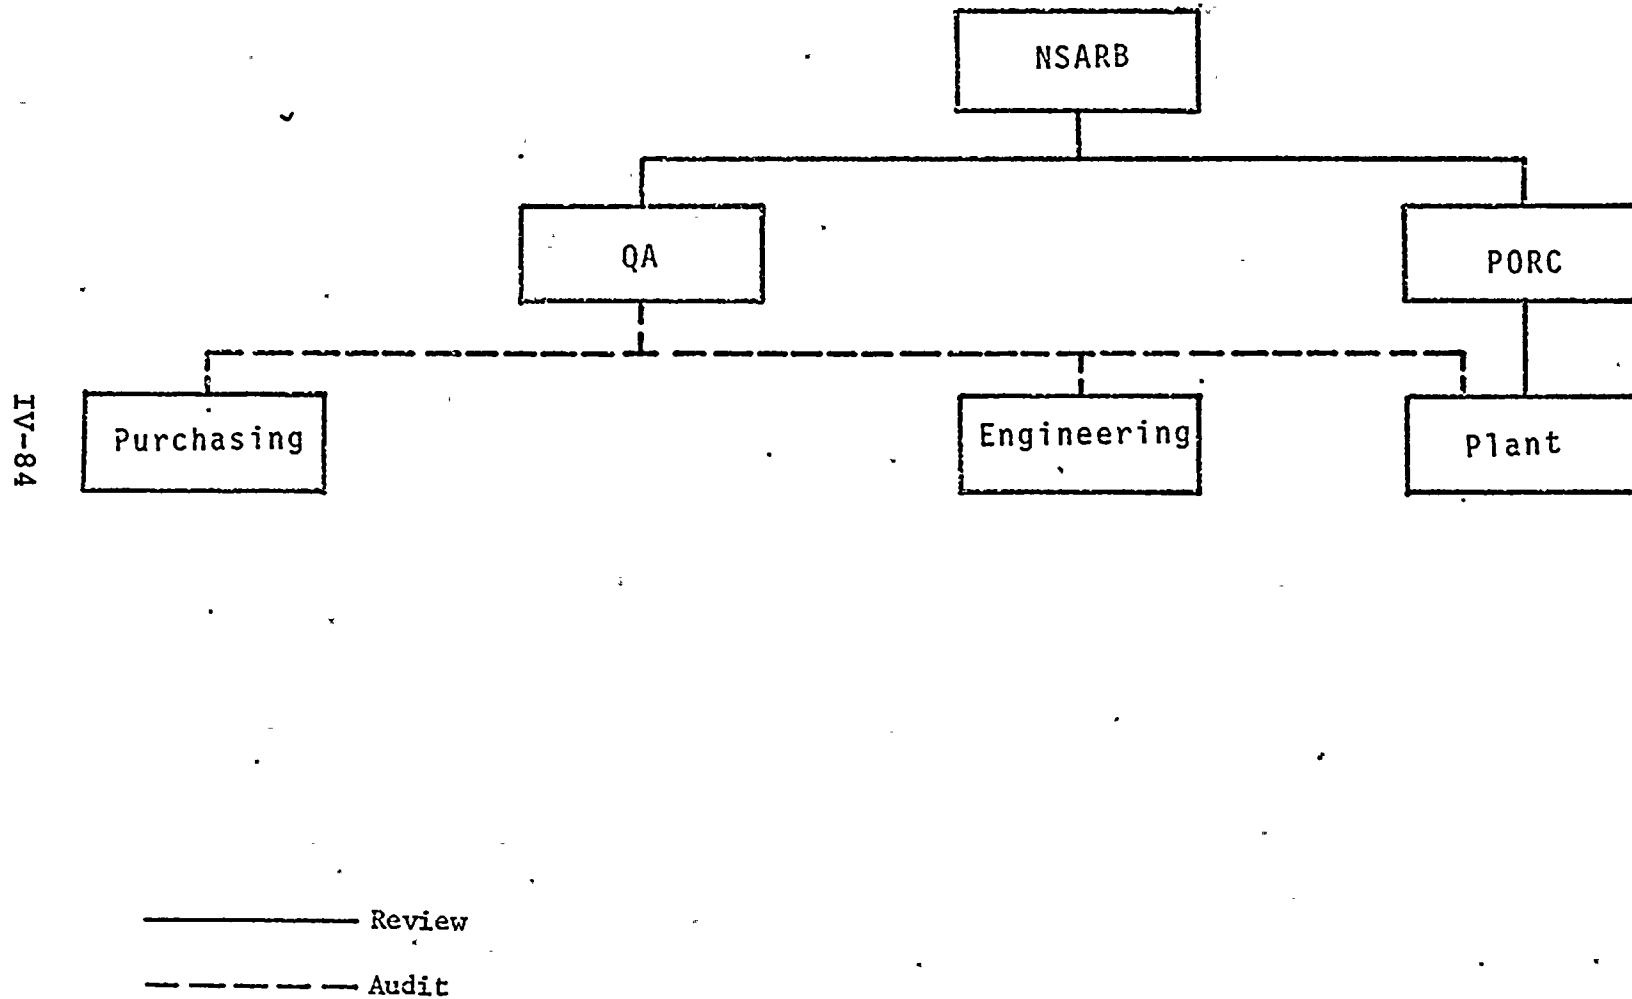 NSARB
QA
PORC
Purchasing
Engineering
Plant
IV-84
Review
Audit